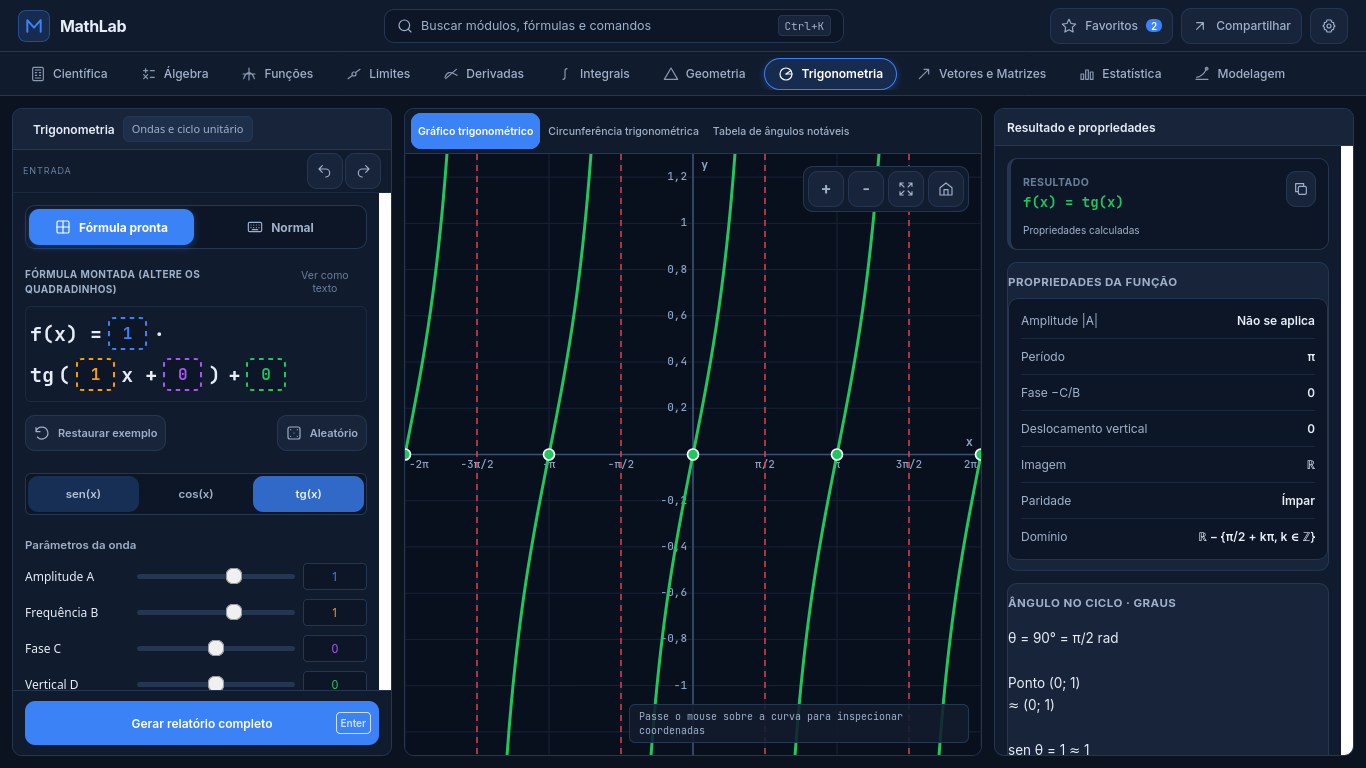 MathLab
Buscar módulos, fórmulas e comandos
Ctrl+K
Favoritos 2
Compartilhar
Científica
Álgebra
Funções
Limites
Derivadas
Integrais
Geometria
Trigonometria
Vetores e Matrizes
Estatística
Modelagem
Trigonometria
Ondas e ciclo unitário
ENTRADA
Fórmula pronta
Normal
FÓRMULA MONTADA (ALTERE OS
QUADRADINHOS)
Ver como
texto
f(x) = 1 ·
tg ( 1 x + 0 ) + 0
Restaurar exemplo
Aleatório
sen(x)
cos(x)
tg(x)
Parâmetros da onda
Amplitude A 1
Frequência B 1
Fase C 0
Vertical D 0
Gerar relatório completo
Enter
Gráfico trigonométrico
Circunferência trigonométrica
Tabela de ângulos notáveis
y
+
-
1,2
1
0,8
0,6
0,4
0,2
x
-2π
-3π/2
-π
-π/2
π/2
π
3π/2
2π
-0,2
-0,4
-0,6
-0,8
-1
Passe o mouse sobre a curva para inspecionar
coordenadas
Resultado e propriedades
RESULTADO
f(x) = tg(x)
Propriedades calculadas
PROPRIEDADES DA FUNÇÃO
Amplitude |A| Não se aplica
Período π
Fase −C/B 0
Deslocamento vertical 0
Imagem ℝ
Paridade Ímpar
Domínio ℝ − {π/2 + kπ, k ∈ ℤ}
ÂNGULO NO CICLO · GRAUS
θ = 90° = π/2 rad
Ponto (0; 1)
≈ (0; 1)
sen θ = 1 ≈ 1